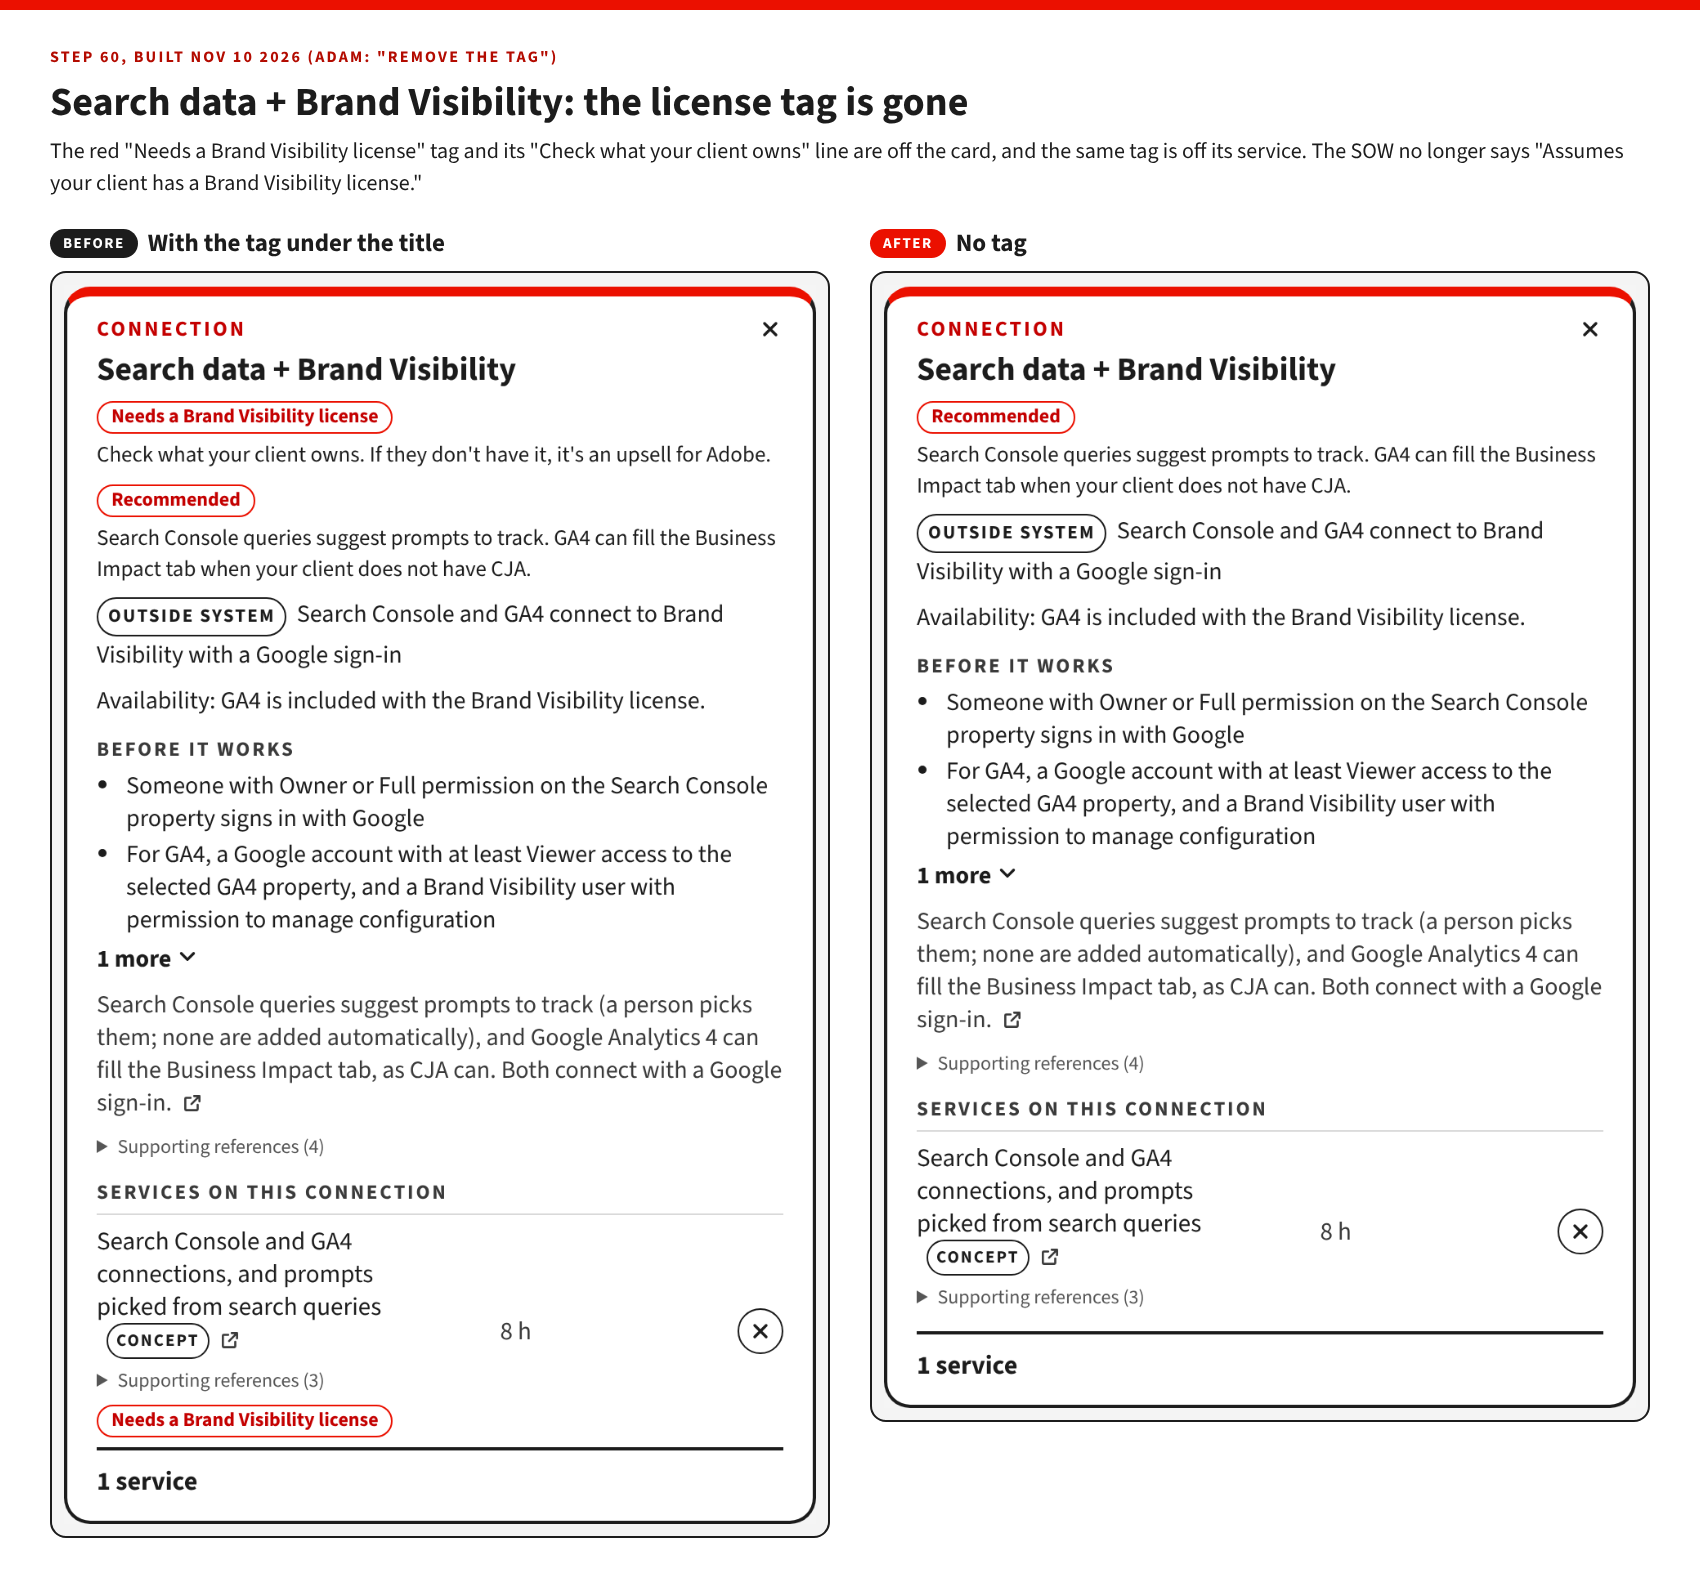 STEP 60, BUILT NOV 10 2026 (ADAM: "REMOVE THE TAG")
Search data + Brand Visibility: the license tag is gone
The red "Needs a Brand Visibility license" tag and its "Check what your client owns" line are off the card, and the same tag is off its service. The SOW no longer says "Assumes
your client has a Brand Visibility license."
BEFORE With the tag under the title
CONNECTION
Search data + Brand Visibility
Needs a Brand Visibility license
Check what your client owns. If they don't have it, it's an upsell for Adobe.
Recommended
Search Console queries suggest prompts to track. GA4 can fill the Business
Impact tab when your client does not have CJA.
OUTSIDE SYSTEM Search Console and GA4 connect to Brand
Visibility with a Google sign-in
Availability: GA4 is included with the Brand Visibility license.
BEFORE IT WORKS
• Someone with Owner or Full permission on the Search Console
property signs in with Google
• For GA4, a Google account with at least Viewer access to the
selected GA4 property, and a Brand Visibility user with
permission to manage configuration
1 more
Search Console queries suggest prompts to track (a person picks
them; none are added automatically), and Google Analytics 4 can
fill the Business Impact tab, as CJA can. Both connect with a Google
sign-in.
Supporting references (4)
SERVICES ON THIS CONNECTION
Search Console and GA4
connections, and prompts
picked from search queries
CONCEPT
8 h
Supporting references (3)
Needs a Brand Visibility license
1 service
AFTER No tag
CONNECTION
Search data + Brand Visibility
Recommended
Search Console queries suggest prompts to track. GA4 can fill the Business
Impact tab when your client does not have CJA.
OUTSIDE SYSTEM Search Console and GA4 connect to Brand
Visibility with a Google sign-in
Availability: GA4 is included with the Brand Visibility license.
BEFORE IT WORKS
• Someone with Owner or Full permission on the Search Console
property signs in with Google
• For GA4, a Google account with at least Viewer access to the
selected GA4 property, and a Brand Visibility user with
permission to manage configuration
1 more
Search Console queries suggest prompts to track (a person picks
them; none are added automatically), and Google Analytics 4 can
fill the Business Impact tab, as CJA can. Both connect with a Google
sign-in.
Supporting references (4)
SERVICES ON THIS CONNECTION
Search Console and GA4
connections, and prompts
picked from search queries
CONCEPT
8 h
Supporting references (3)
1 service